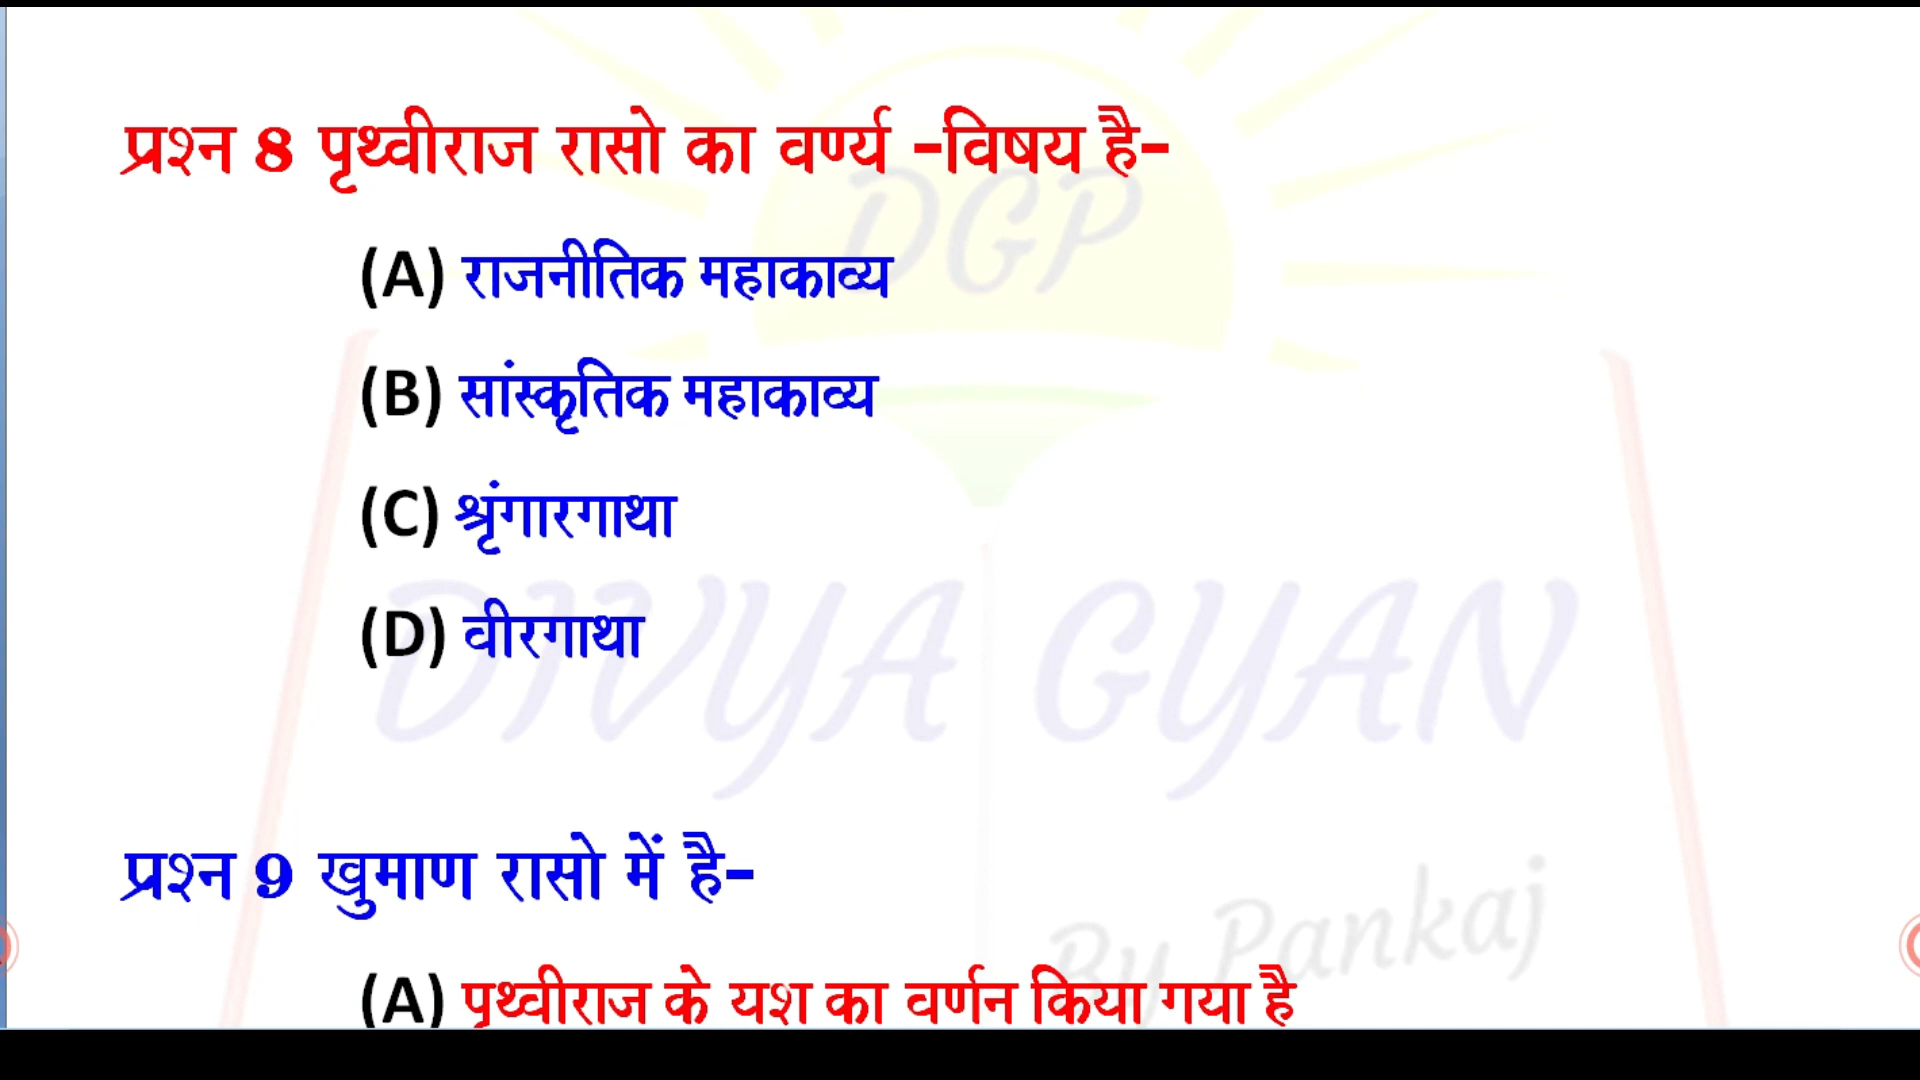 प्रश्न 8 पृथ्वीराज रासो का वर्ण्य -विषय है-
DGP
(A) राजनीतिक महाकाव्य
(B) सांस्कृतिक महाकाव्य
(C) श्रृंगारगाथा
(D) वीरगाथा
DIVYA GYAN
प्रश्न 9 खुमाण रासो में है-
By Pankaj
(A) पृथ्वीराज के यश का वर्णन किया गया है